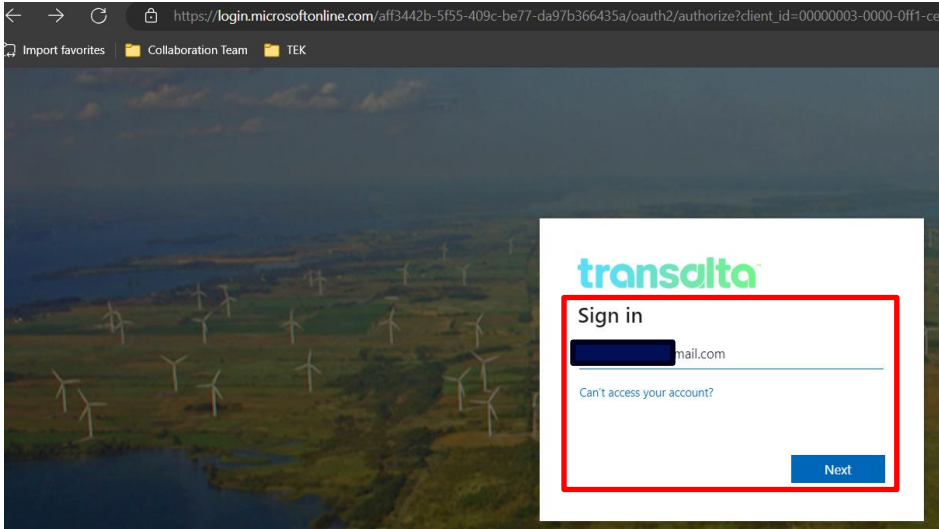 https://login.microsoftonline.com/aff3442b-5f55-409c-be77-da97b366435a/oauth2/authorize?client_id=00000003-0000-0ff1-ce
Import favorites Collaboration Team TEK
transalta
Sign in
mail.com
Can't access your account?
Next